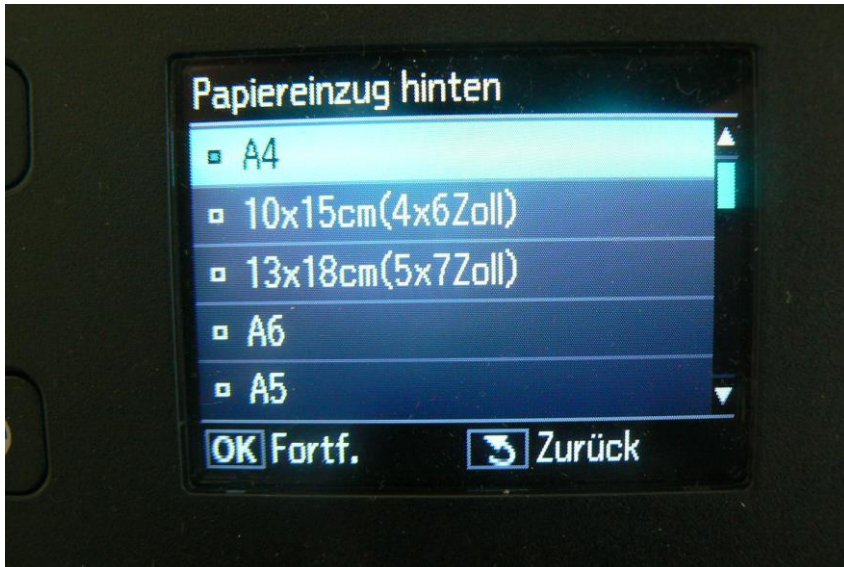 Papiereinzug hinten
A4
10x15cm(4x6Zoll)
13x18cm(5x7Zoll)
A6
A5
OK Fortf. Zurück